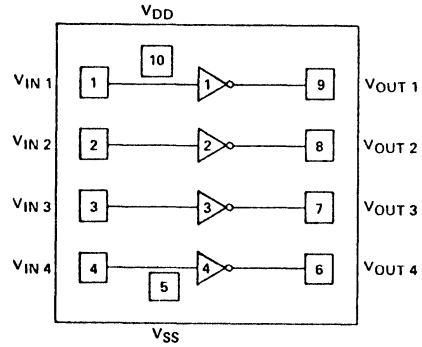 VDD
10
VIN 1 1 1 9 VOUT 1
VIN 2 2 2 8 VOUT 2
VIN 3 3 3 7 VOUT 3
VIN 4 4 4 6 VOUT 4
5
VSS